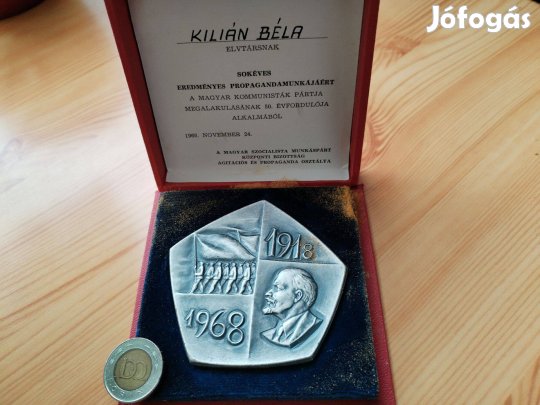 Jófogás
KILIÁN BÉLA
ELVTÁRSNAK
SOKÉVES
EREDMÉNYES PROPAGANDAMUNKÁJÁÉRT
A MAGYAR KOMMUNISTÁK PÁRTJA
MEGALAKULÁSÁNAK 50. ÉVFORDULÓJA
ALKALMÁBÓL
1968. NOVEMBER 24.
A MAGYAR SZOCIALISTA MUNKÁSPÁRT
KÖZPONTI BIZOTTSÁG
AGITÁCIÓS ÉS PROPAGANDA OSZTÁLYA
1918
1968
100